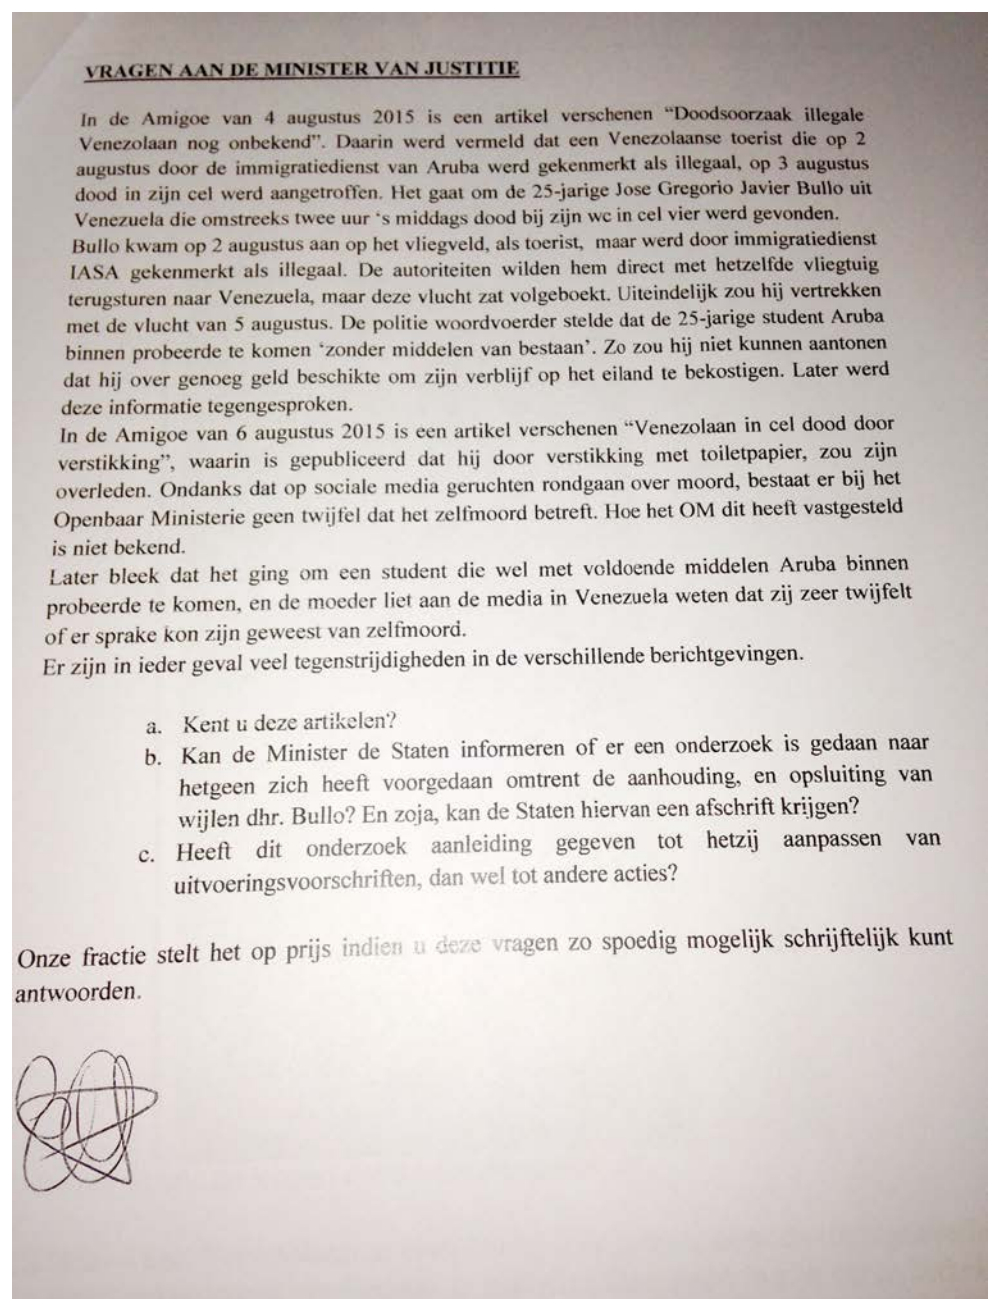 VRAGEN AAN DE MINISTER VAN JUSTITIE
In de Amigoe van 4 augustus 2015 is een artikel verschenen “Doodsoorzaak illegale
Venezolaan nog onbekend”. Daarin werd vermeld dat een Venezolaanse toerist die op 2
augustus door de immigratiedienst van Aruba werd gekenmerkt als illegaal, op 3 augustus
dood in zijn cel werd aangetroffen. Het gaat om de 25-jarige Jose Gregorio Javier Bullo uit
Venezuela die omstreeks twee uur ‘s middags dood bij zijn wc in cel vier werd gevonden.
Bullo kwam op 2 augustus aan op het vliegveld, als toerist, maar werd door immigratiedienst
IASA gekenmerkt als illegaal. De autoriteiten wilden hem direct met hetzelfde vliegtuig
terugsturen naar Venezuela, maar deze vlucht zat volgeboekt. Uiteindelijk zou hij vertrekken
met de vlucht van 5 augustus. De politie woordvoerder stelde dat de 25-jarige student Aruba
binnen probeerde te komen ‘zonder middelen van bestaan’. Zo zou hij niet kunnen aantonen
dat hij over genoeg geld beschikte om zijn verblijf op het eiland te bekostigen. Later werd
deze informatie tegengesproken.
In de Amigoe van 6 augustus 2015 is een artikel verschenen “Venezolaan in cel dood door
verstikking”, waarin is gepubliceerd dat hij door verstikking met toiletpapier, zou zijn
overleden. Ondanks dat op sociale media geruchten rondgaan over moord, bestaat er bij het
Openbaar Ministerie geen twijfel dat het zelfmoord betreft. Hoe het OM dit heeft vastgesteld
is niet bekend.
Later bleek dat het ging om een student die wel met voldoende middelen Aruba binnen
probeerde te komen, en de moeder liet aan de media in Venezuela weten dat zij zeer twijfelt
of er sprake kon zijn geweest van zelfmoord.
Er zijn in ieder geval veel tegenstrijdigheden in de verschillende berichtgevingen.
a. Kent u deze artikelen?
b. Kan de Minister de Staten informeren of er een onderzoek is gedaan naar
hetgeen zich heeft voorgedaan omtrent de aanhouding, en opsluiting van
wijlen dhr. Bullo? En zoja, kan de Staten hiervan een afschrift krijgen?
c. Heeft dit onderzoek aanleiding gegeven tot hetzij aanpassen van
uitvoeringsvoorschriften, dan wel tot andere acties?
Onze fractie stelt het op prijs indien u deze vragen zo spoedig mogelijk schrijftelijk kunt
antwoorden.